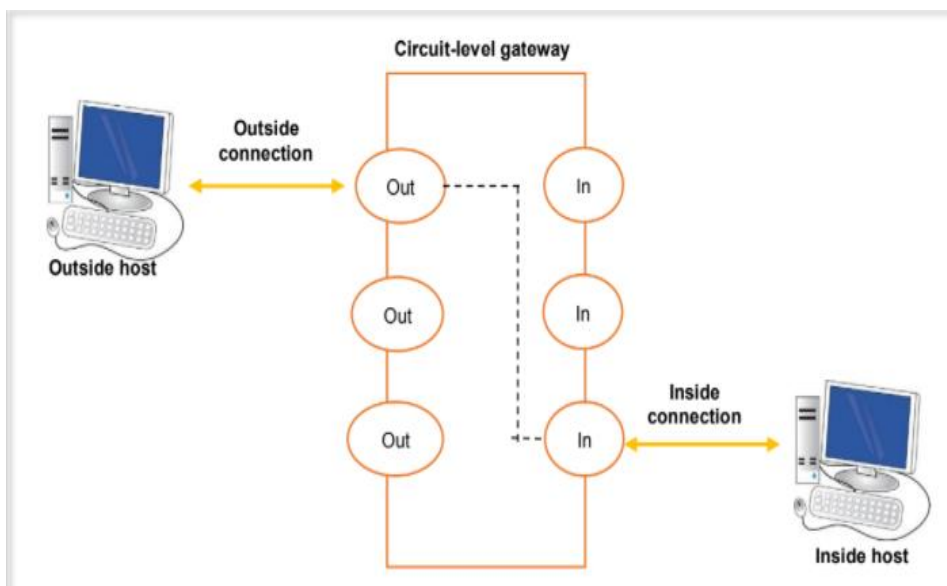 Circuit-level gateway
Outside
connection
Out
In
Outside host
Out
In
Out
In
Inside
connection
Inside host